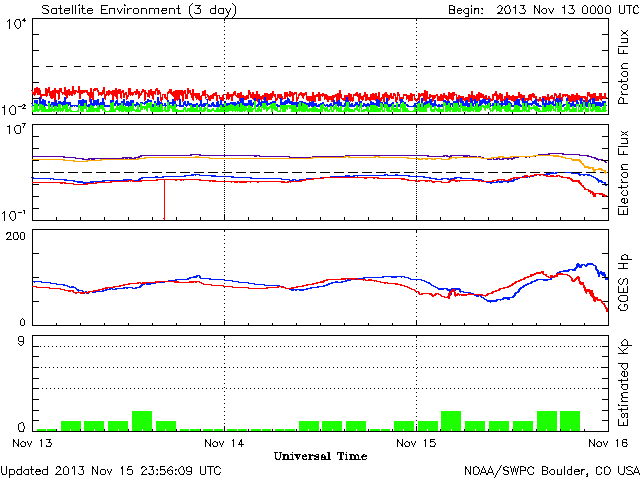 Satellite Environment (3 day) Begin: 2013 Nov 13 0000 UTC
10^4
10^-2
Proton Flux
10^7
10^-1
Electron Flux
200
0
GOES Hp
9
0
Estimated Kp
Nov 13 Nov 14 Nov 15 Nov 16
Universal Time
Updated 2013 Nov 15 23:56:09 UTC NOAA/SWPC Boulder, CO USA